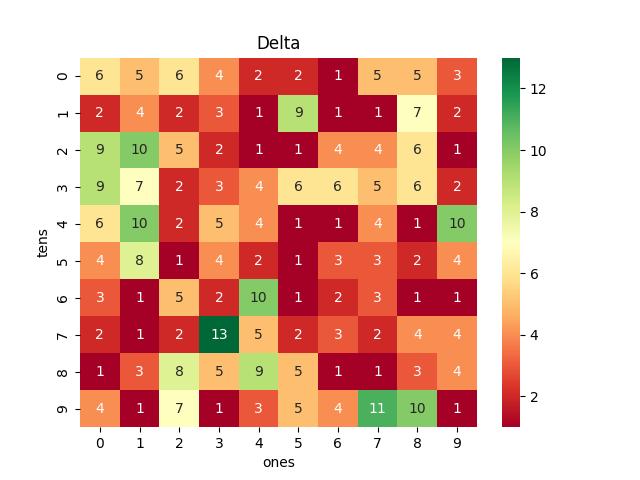 Delta
0 6 5 6 4 2 2 1 5 5 3
1 2 4 2 3 1 9 1 1 7 2
2 9 10 5 2 1 1 4 4 6 1
3 9 7 2 3 4 6 6 5 6 2
4 6 10 2 5 4 1 1 4 1 10
5 4 8 1 4 2 1 3 3 2 4
6 3 1 5 2 10 1 2 3 1 1
7 2 1 2 13 5 2 3 2 4 4
8 1 3 8 5 9 5 1 1 3 4
9 4 1 7 1 3 5 4 11 10 1
0 1 2 3 4 5 6 7 8 9
tens
ones
12
10
8
6
4
2